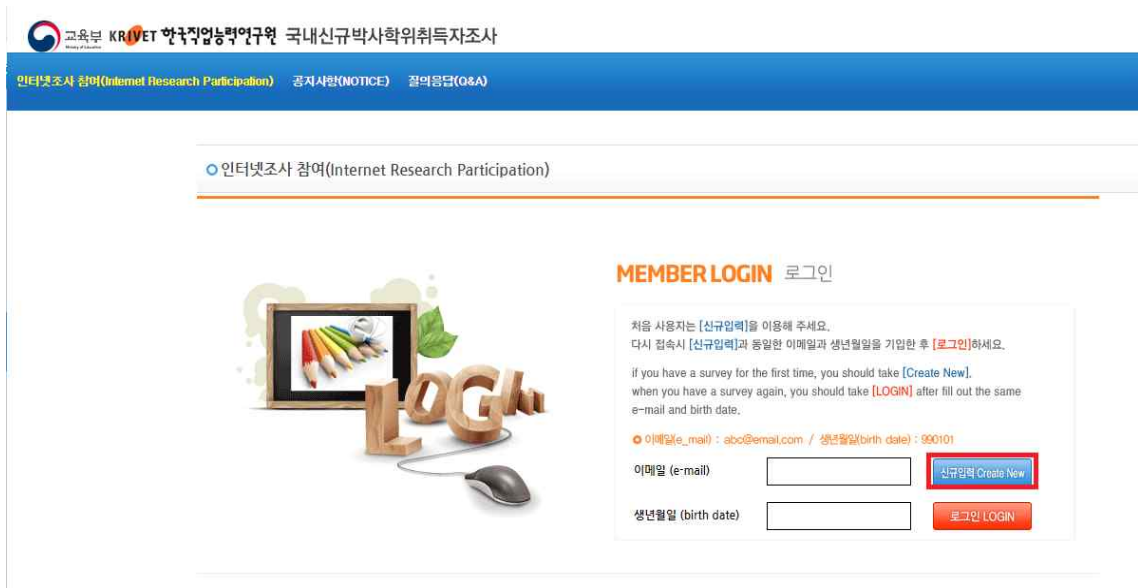 교육부 KRIVET 한국직업능력연구원 국내신규박사학위취득자조사
Ministry of Education
인터넷조사 참여(Internet Research Participation) 공지사항(NOTICE) 질의응답(Q&A)
인터넷조사 참여(Internet Research Participation)
MEMBER LOGIN 로그인
처음 사용자는 [신규입력]을 이용해 주세요.
다시 접속시 [신규입력]과 동일한 이메일과 생년월일을 기입한 후 [로그인]하세요.
if you have a survey for the first time, you should take [Create New].
when you have a survey again, you should take [LOGIN] after fill out the same
e-mail and birth date.
이메일(e_mail) : abc@email.com / 생년월일(birth date) : 990101
이메일 (e-mail)
신규입력 Create New
생년월일 (birth date)
로그인 LOGIN
LOGIn